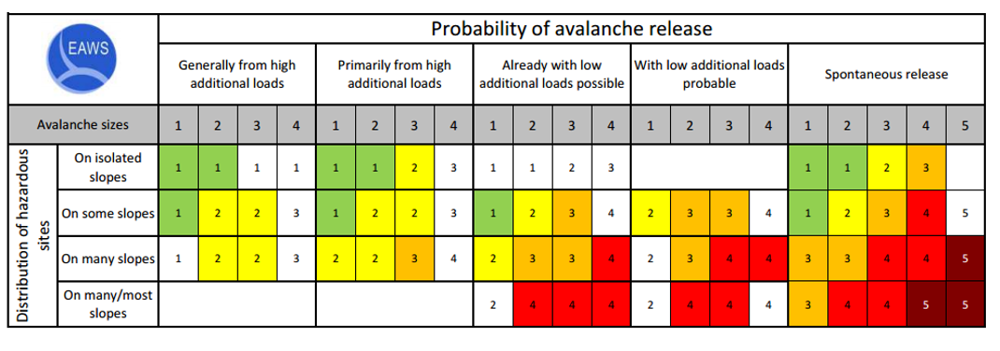 EAWS
Probability of avalanche release
Generally from high
additional loads
Primarily from high
additional loads
Already with low
additional loads possible
With low additional loads
probable
Spontaneous release
Avalanche sizes 1 2 3 4 1 2 3 4 1 2 3 4 1 2 3 4 1 2 3 4 5
Distribution of hazardous
sites
On isolated
slopes
1 1 1 1 1 1 2 3 1 1 2 3 1 1 2 3
On some slopes 1 2 2 3 1 2 2 3 1 2 3 4 2 3 3 4 1 2 3 4 5
On many slopes 1 2 2 3 2 2 3 4 2 3 3 4 2 3 4 4 3 3 4 4 5
On many/most
slopes
2 4 4 4 2 4 4 4 3 4 4 5 5